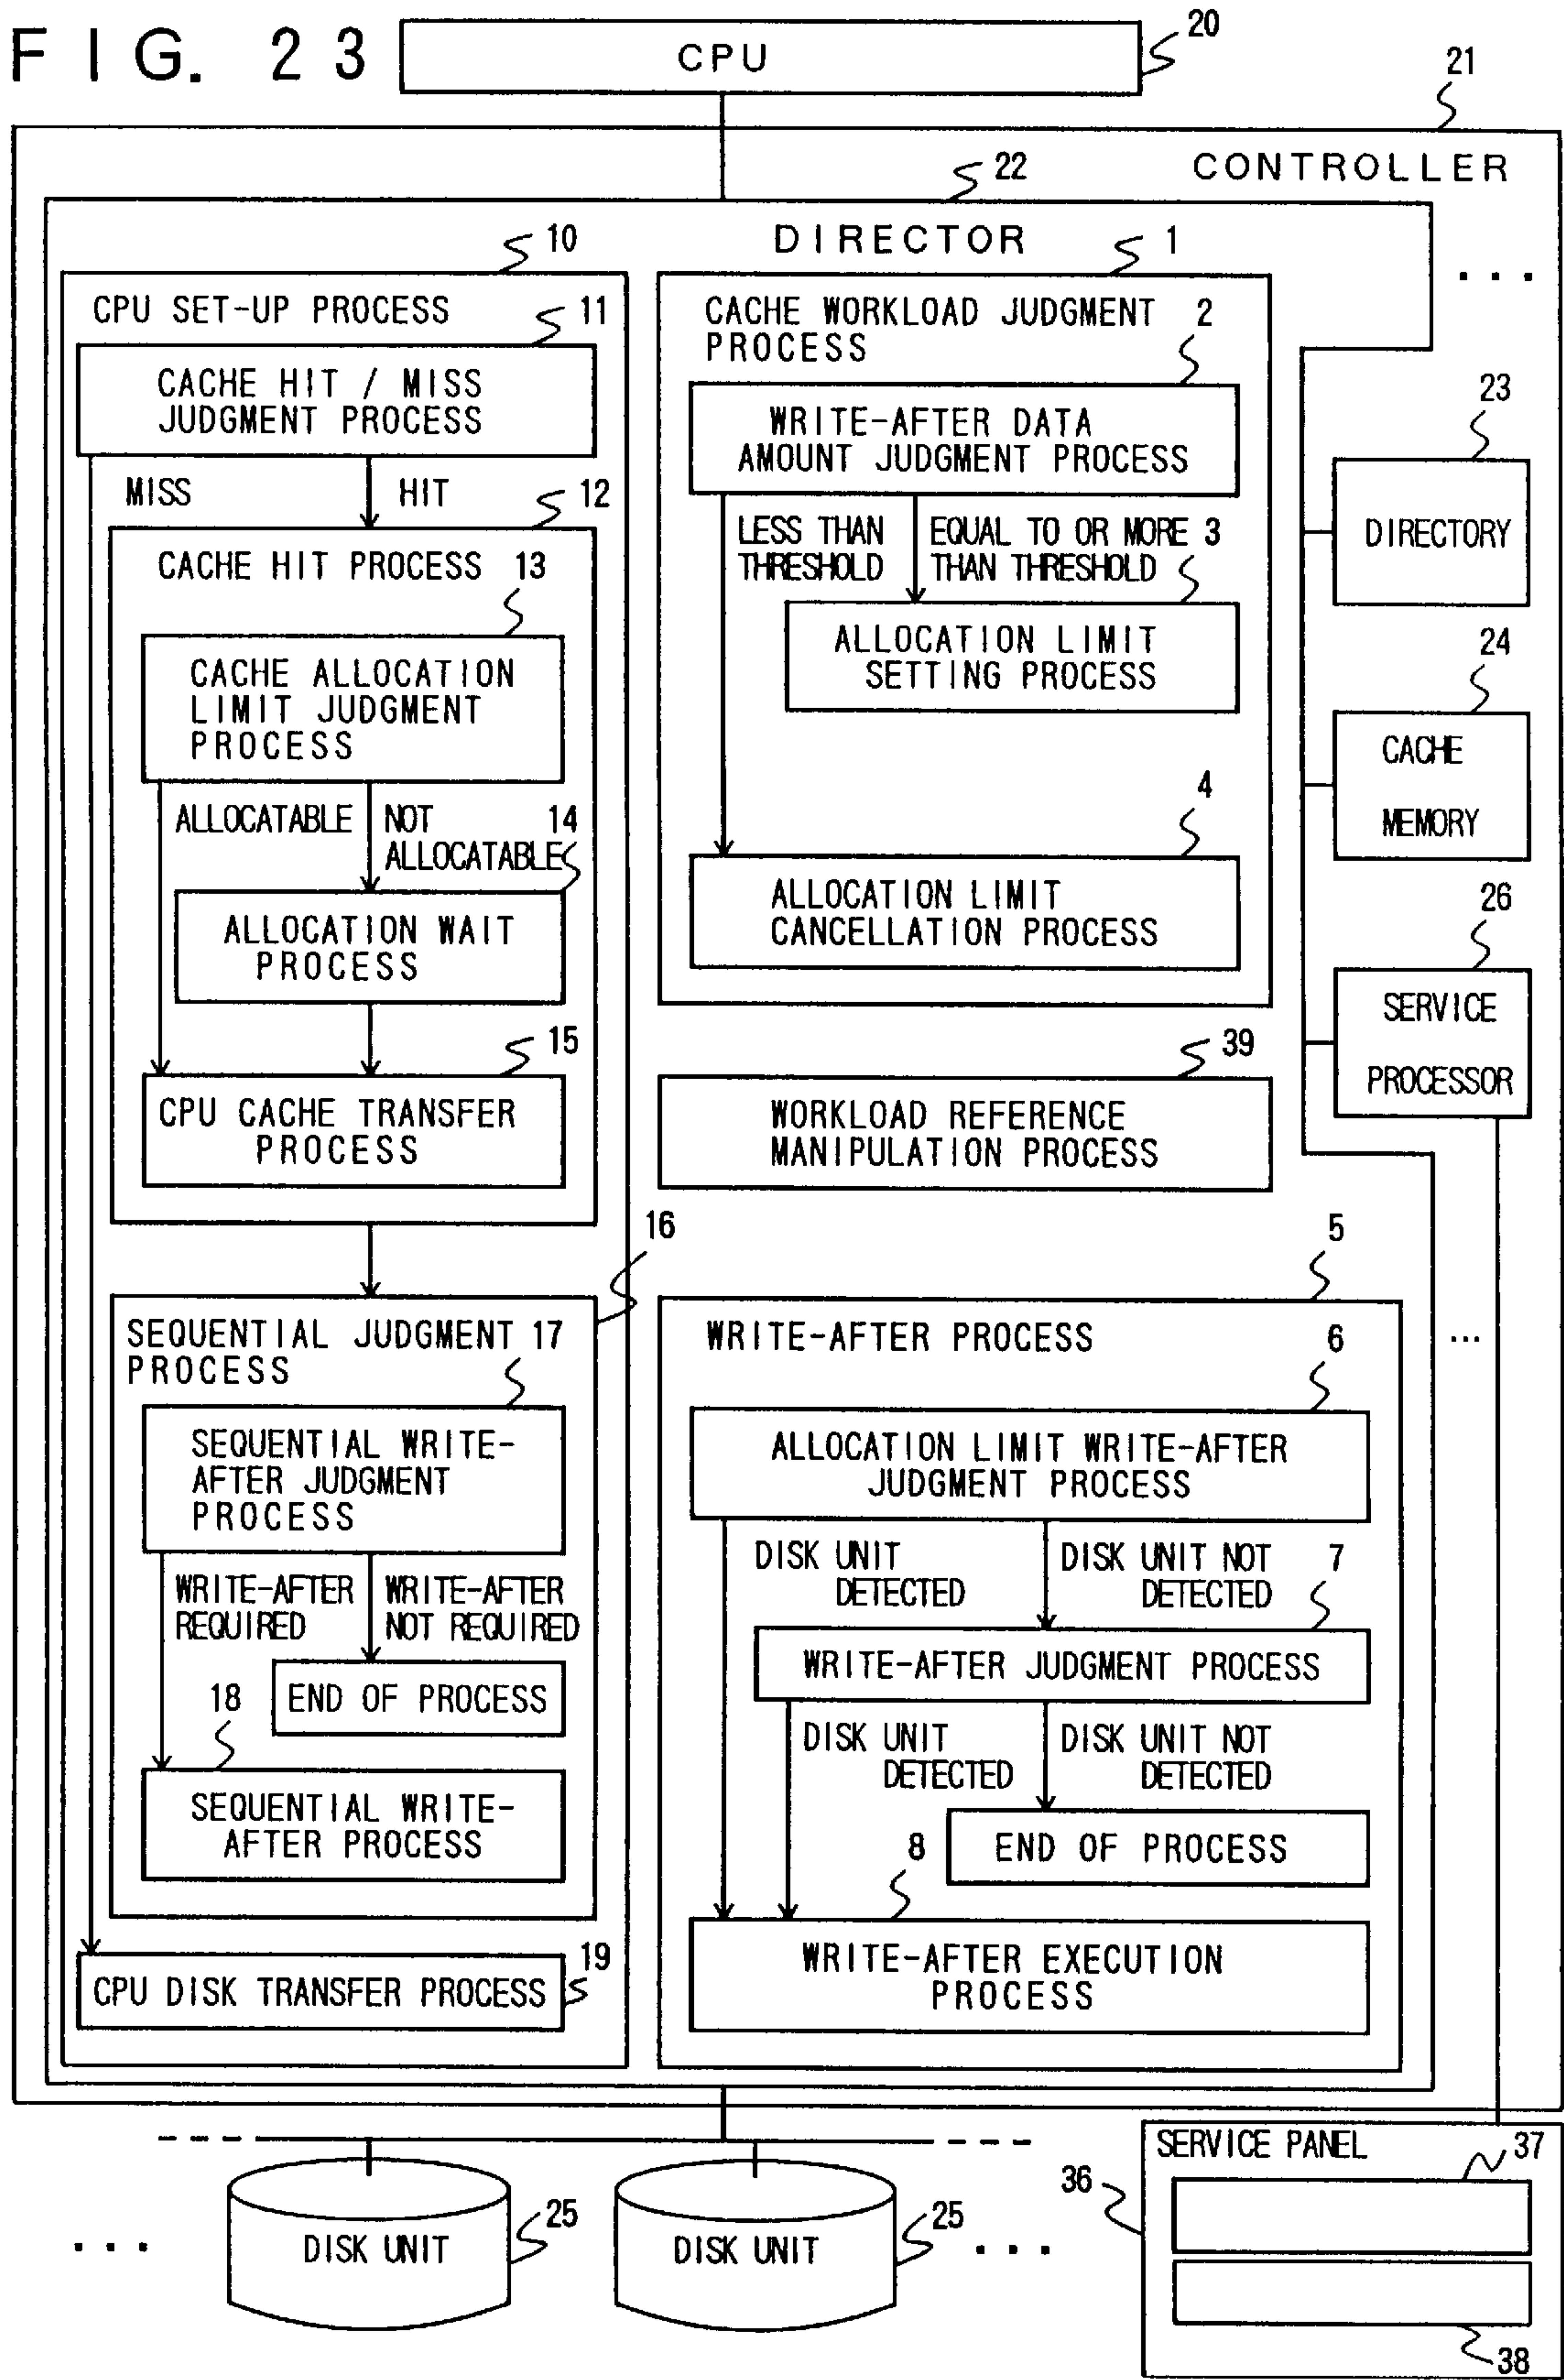 FIG. 23
CPU
20
21
CONTROLLER
22
DIRECTOR
10
CPU SET-UP PROCESS
11
CACHE HIT / MISS
JUDGMENT PROCESS
MISS
HIT
12
CACHE HIT PROCESS
13
CACHE ALLOCATION
LIMIT JUDGMENT
PROCESS
ALLOCATABLE
NOT
ALLOCATABLE
14
ALLOCATION WAIT
PROCESS
15
CPU CACHE TRANSFER
PROCESS
16
SEQUENTIAL JUDGMENT
PROCESS
17
SEQUENTIAL WRITE-
AFTER JUDGMENT
PROCESS
WRITE-AFTER
REQUIRED
WRITE-AFTER
NOT REQUIRED
END OF PROCESS
18
SEQUENTIAL WRITE-
AFTER PROCESS
19
CPU DISK TRANSFER PROCESS
1
CACHE WORKLOAD JUDGMENT
PROCESS
2
WRITE-AFTER DATA
AMOUNT JUDGMENT PROCESS
LESS THAN
THRESHOLD
EQUAL TO OR MORE
THAN THRESHOLD
3
ALLOCATION LIMIT
SETTING PROCESS
4
ALLOCATION LIMIT
CANCELLATION PROCESS
39
WORKLOAD REFERENCE
MANIPULATION PROCESS
5
WRITE-AFTER PROCESS
6
ALLOCATION LIMIT WRITE-AFTER
JUDGMENT PROCESS
DISK UNIT
DETECTED
DISK UNIT NOT
DETECTED
7
WRITE-AFTER JUDGMENT PROCESS
DISK UNIT
DETECTED
DISK UNIT NOT
DETECTED
END OF PROCESS
8
WRITE-AFTER EXECUTION
PROCESS
...
23
DIRECTORY
24
CACHE
MEMORY
26
SERVICE
PROCESSOR
...
...
DISK UNIT
25
DISK UNIT
25
...
SERVICE PANEL
36
37
38